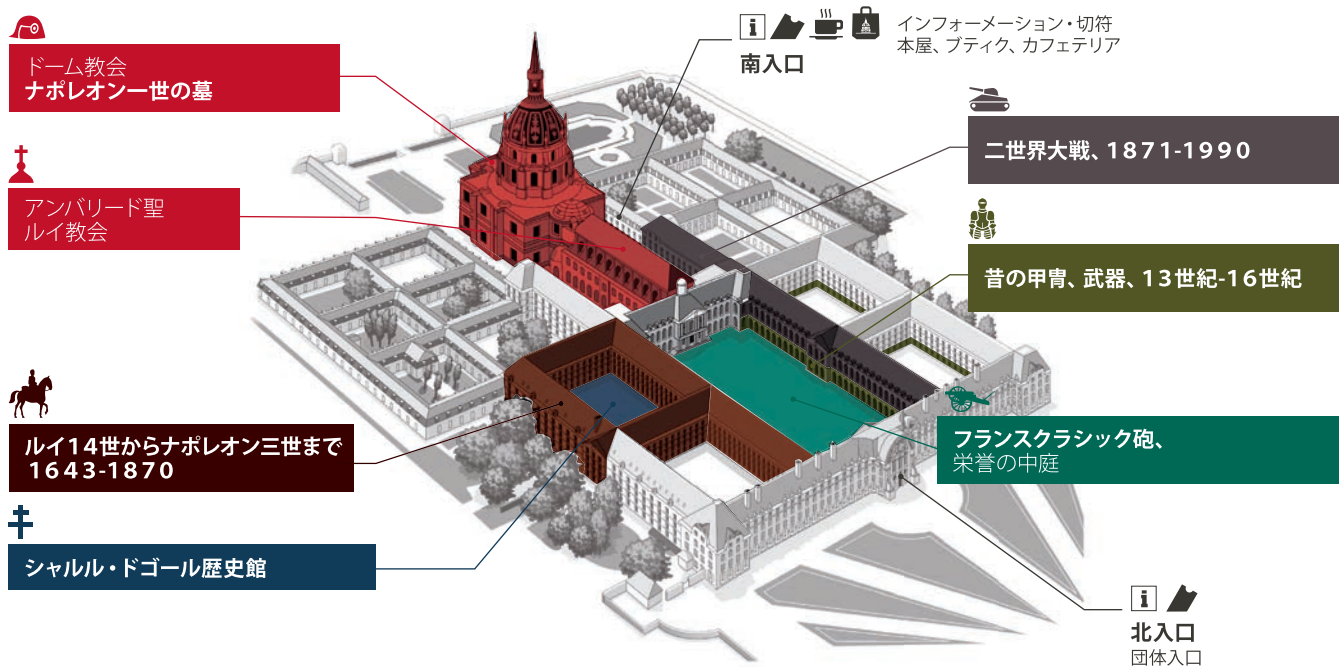 ドーム教会
ナポレオン一世の墓
アンバリード聖
ルイ教会
ルイ14世からナポレオン三世まで
1643-1870
シャルル・ドゴール歴史館
インフォーメーション・切符
本屋、ブティク、カフェテリア
南入口
二世界大戦、1871-1990
昔の甲冑、武器、13世紀-16世紀
フランスクラシック砲、
栄誉の中庭
北入口
団体入口